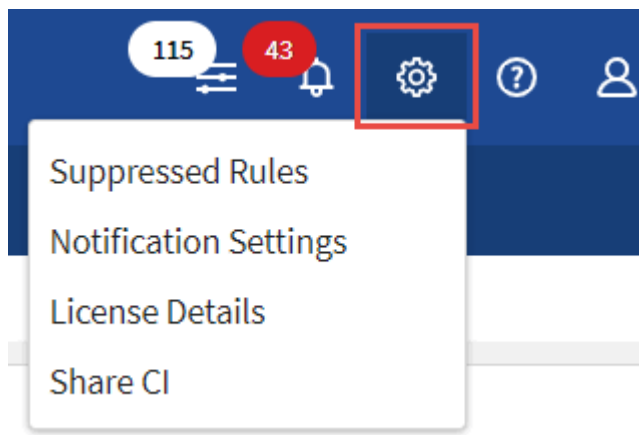 115
43
Suppressed Rules
Notification Settings
License Details
Share CI